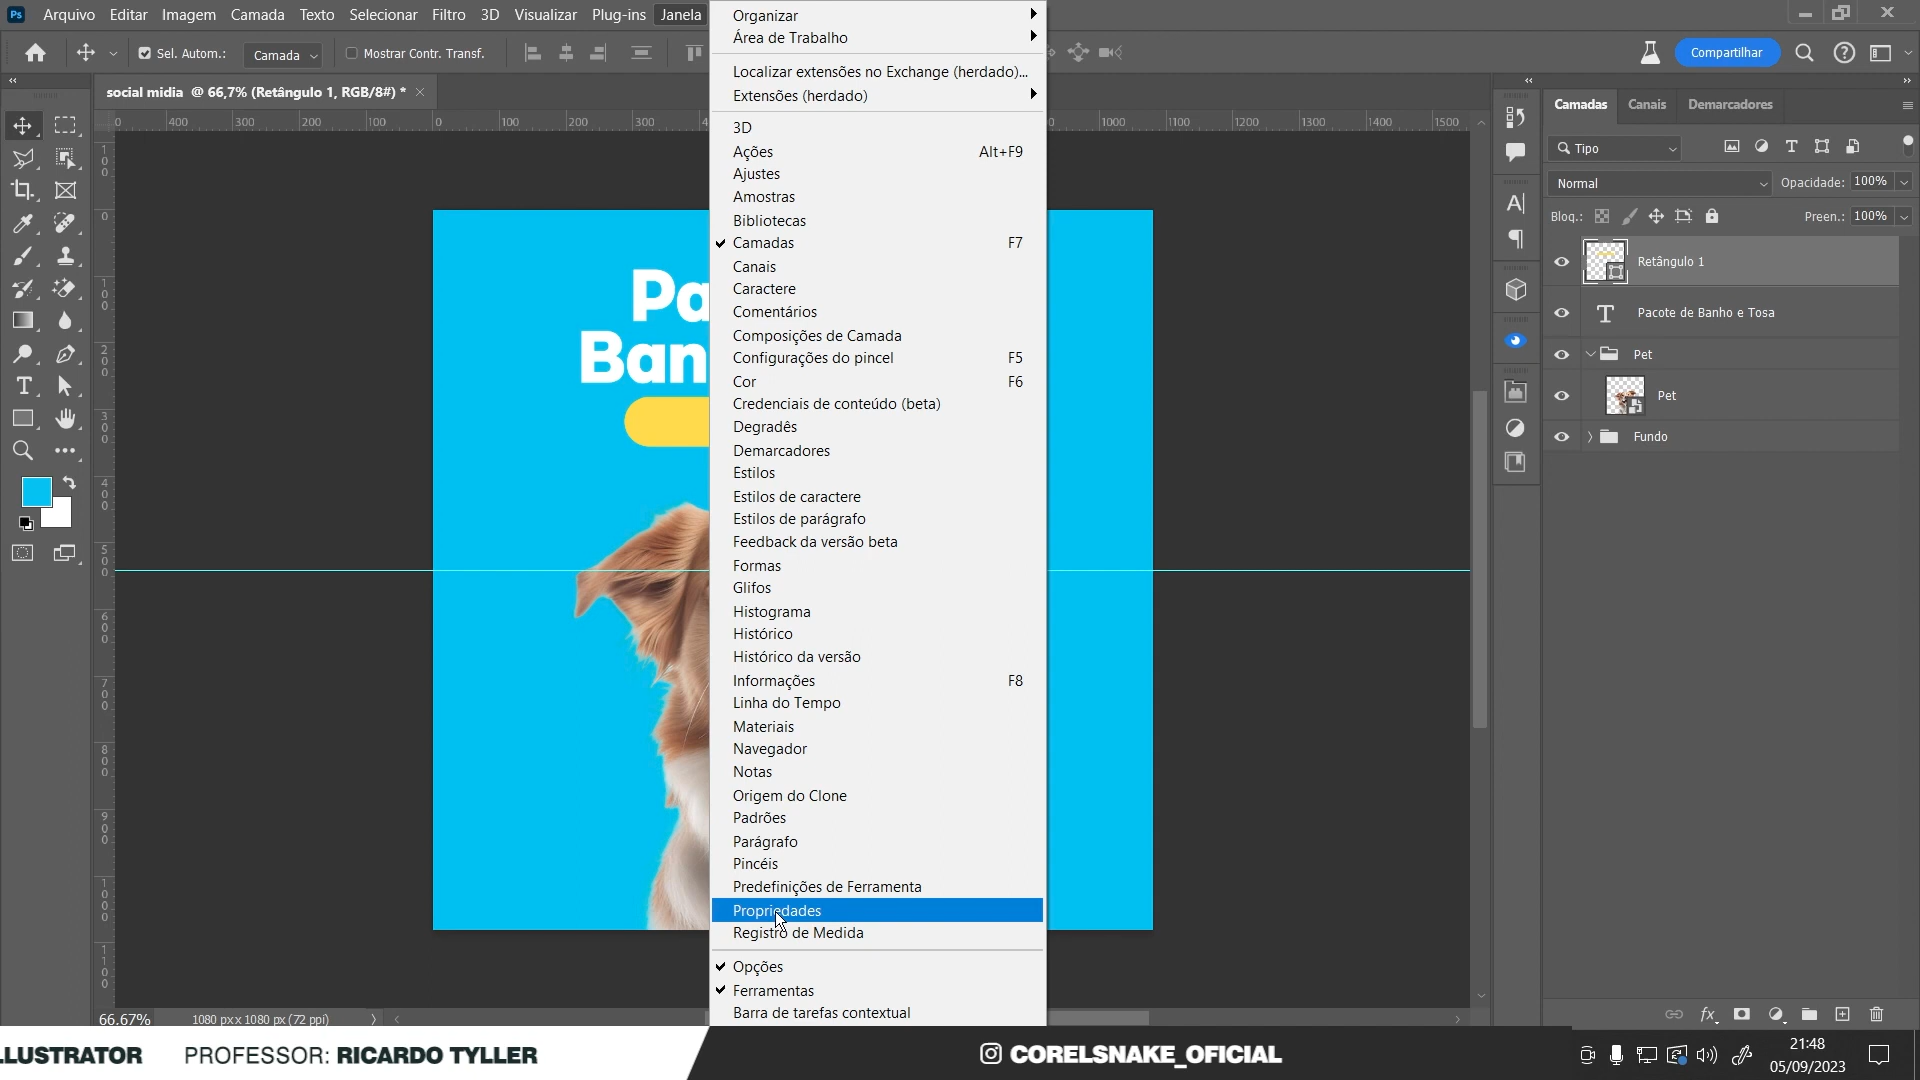 Ps Arquivo Editar Imagem Camada Texto Selecionar Filtro 3D Visualizar Plug-ins Janela
Sel. Autom.: Camada Mostrar Contr. Transf.
Compartilhar
social midia @ 66,7% (Retângulo 1, RGB/8#) *
Organizar
Área de Trabalho
Localizar extensões no Exchange (herdado)...
Extensões (herdado)
3D
Ações Alt+F9
Ajustes
Amostras
Bibliotecas
Camadas F7
Canais
Caractere
Comentários
Composições de Camada
Configurações do pincel F5
Cor F6
Credenciais de conteúdo (beta)
Degradês
Demarcadores
Estilos
Estilos de caractere
Estilos de parágrafo
Feedback da versão beta
Formas
Glifos
Histograma
Histórico
Histórico da versão
Informações F8
Linha do Tempo
Materiais
Navegador
Notas
Origem do Clone
Padrões
Parágrafo
Pincéis
Predefinições de Ferramenta
Propriedades
Registro de Medida
Opções
Ferramentas
Barra de tarefas contextual
Pa
Ban
Camadas Canais Demarcadores
Tipo
Normal Opacidade: 100%
Bloq.: Preen.: 100%
Retângulo 1
Pacote de Banho e Tosa
Pet
Pet
Fundo
66.67% 1080 px x 1080 px (72 ppi)
LLUSTRATOR PROFESSOR: RICARDO TYLLER
CORELSNAKE_OFICIAL
21:48
05/09/2023